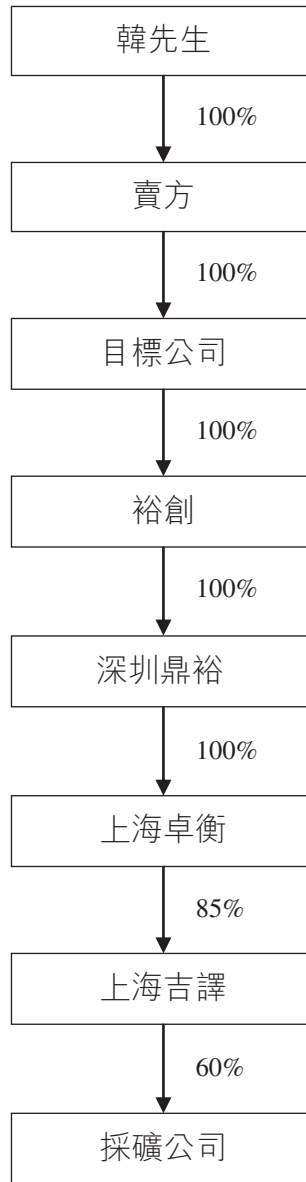 韓先生
100%
賣方
100%
目標公司
100%
裕創
100%
深圳鼎裕
100%
上海卓衡
85%
上海吉譯
60%
採礦公司